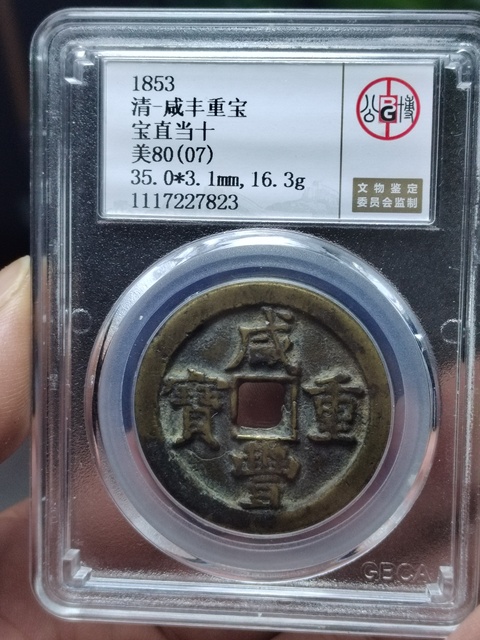 1853
清-咸丰重宝
宝直当十
美80(07)
35.0*3.1mm,16.3g
1117227823
公博
BG
文物鉴定
委员会监制
咸
寶 重
豐
GBCA